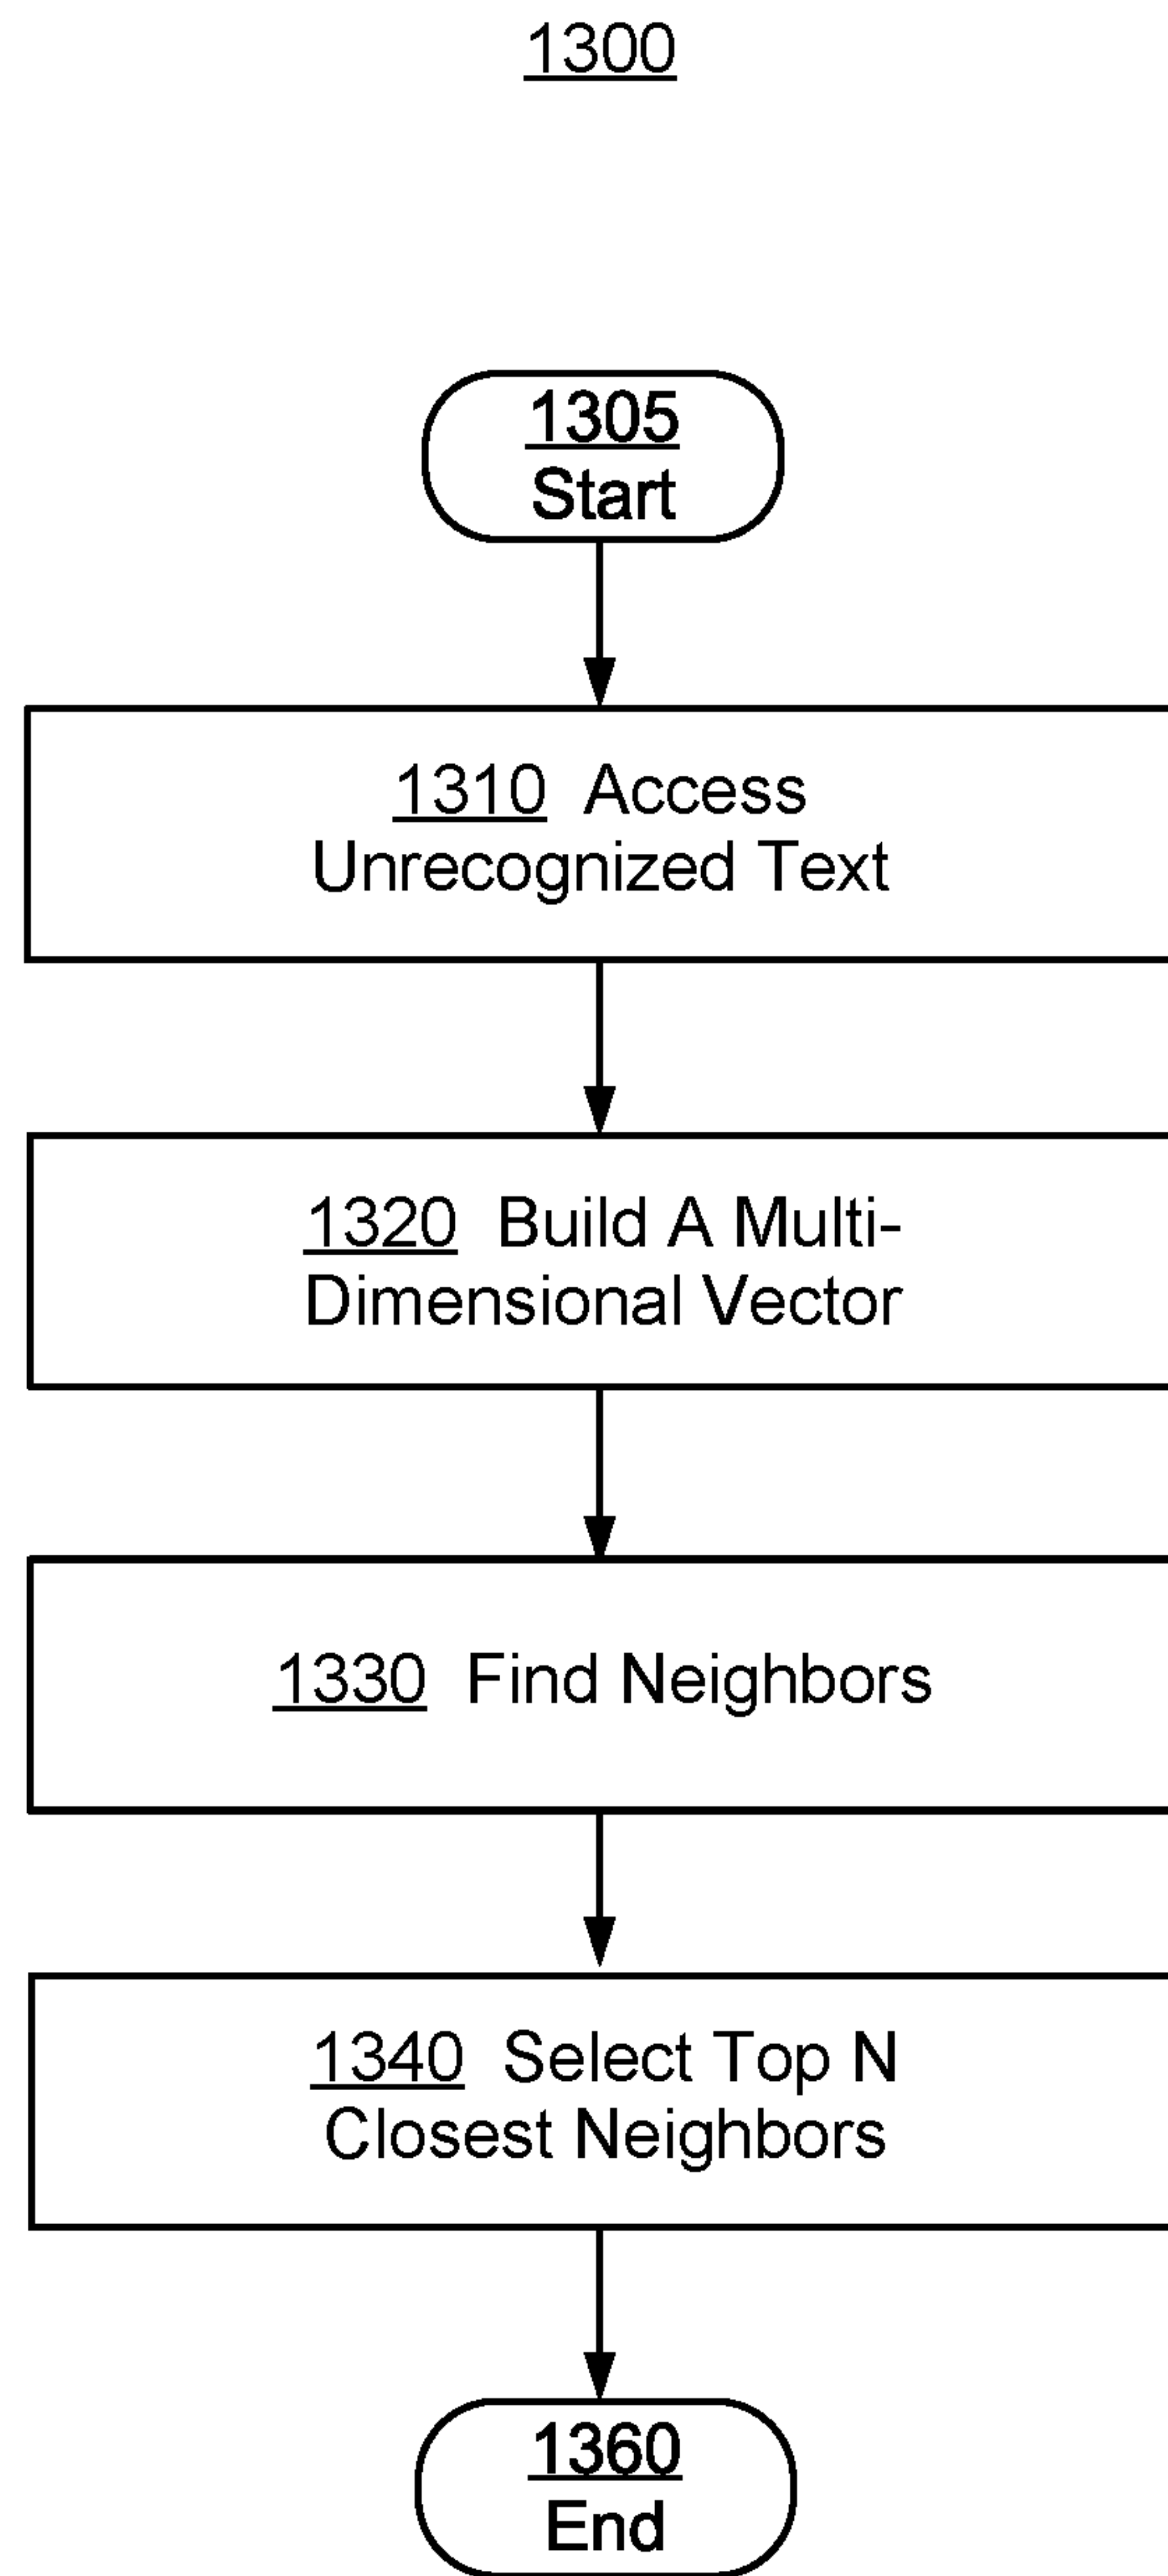 1300
1305
Start
1310 Access
Unrecognized Text
1320 Build A Multi-
Dimensional Vector
1330 Find Neighbors
1340 Select Top N
Closest Neighbors
1360
End